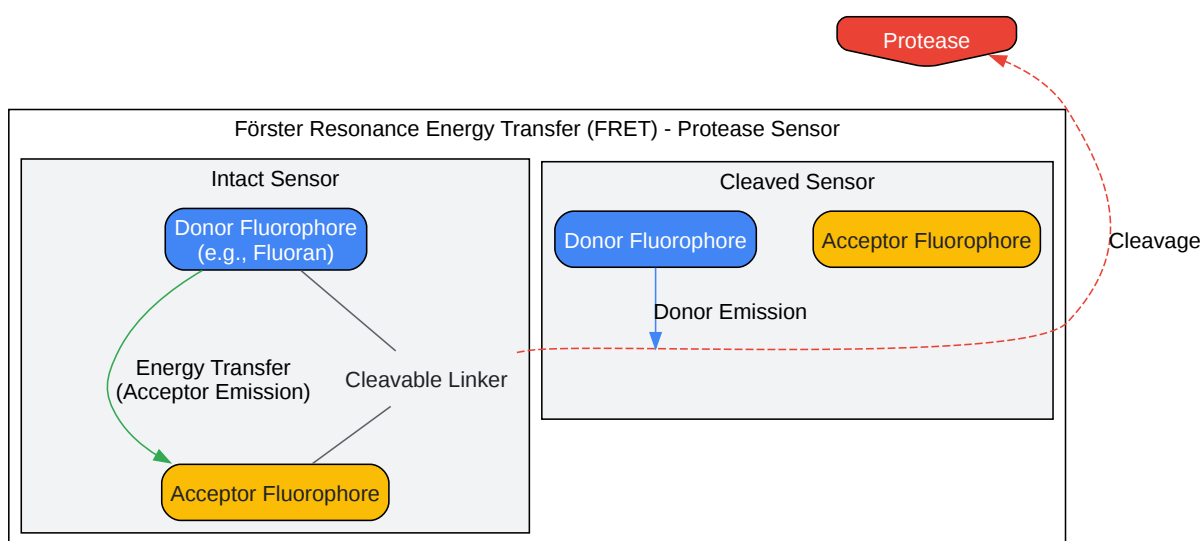 Protease
Förster Resonance Energy Transfer (FRET) - Protease Sensor
Intact Sensor
Donor Fluorophore
(e.g., Fluoran)
Energy Transfer
(Acceptor Emission)
Cleavable Linker
Acceptor Fluorophore
Cleaved Sensor
Donor Fluorophore
Acceptor Fluorophore
Donor Emission
Cleavage